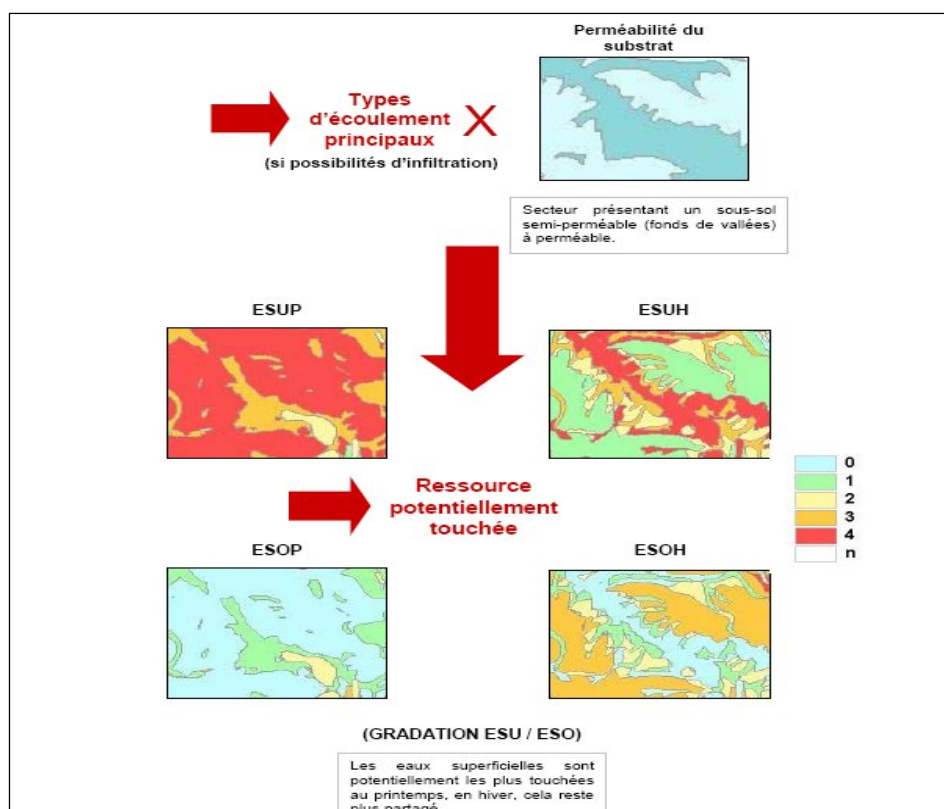 Perméabilité du
substrat
Types
d'écoulement
principaux
X
(si possibilités d'infiltration)
Secteur présentant un sous-sol
semi-perméable (fonds de vallées)
à perméable.
ESUP
ESUH
0
1
2
3
4
n
Ressource
potentiellement
touchée
ESOP
ESOH
(GRADATION ESU / ESO)
Les eaux superficielles sont
potentiellement les plus touchées
au printemps, en hiver, cela reste
plus partagé